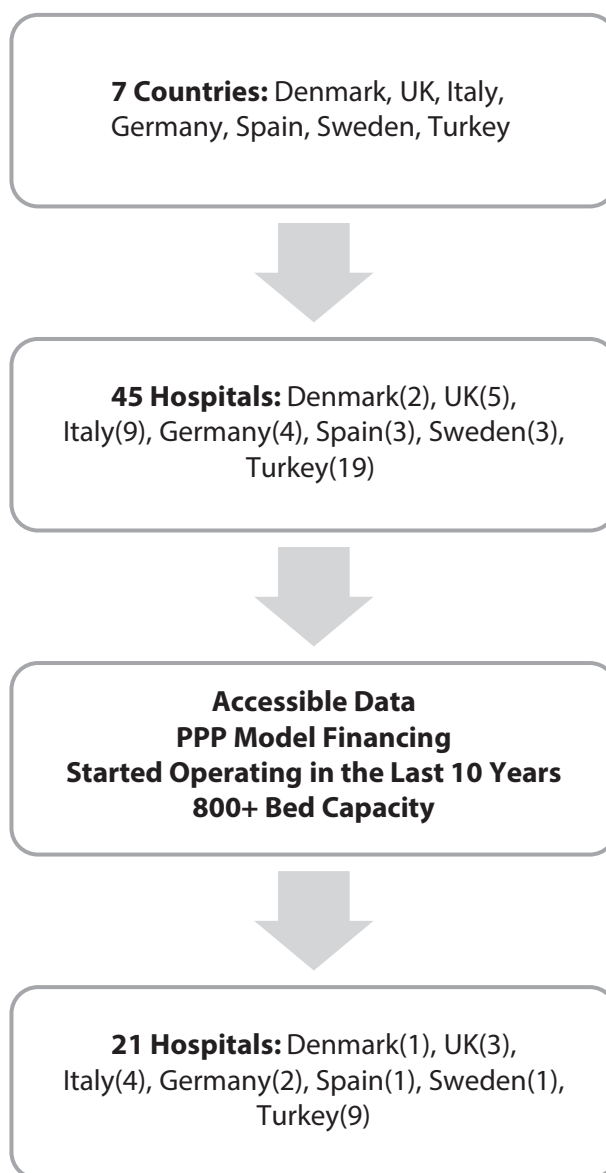 7 Countries: Denmark, UK, Italy,
Germany, Spain, Sweden, Turkey
45 Hospitals: Denmark(2), UK(5),
Italy(9), Germany(4), Spain(3), Sweden(3),
Turkey(19)
Accessible Data
PPP Model Financing
Started Operating in the Last 10 Years
800+ Bed Capacity
21 Hospitals: Denmark(1), UK(3),
Italy(4), Germany(2), Spain(1), Sweden(1),
Turkey(9)